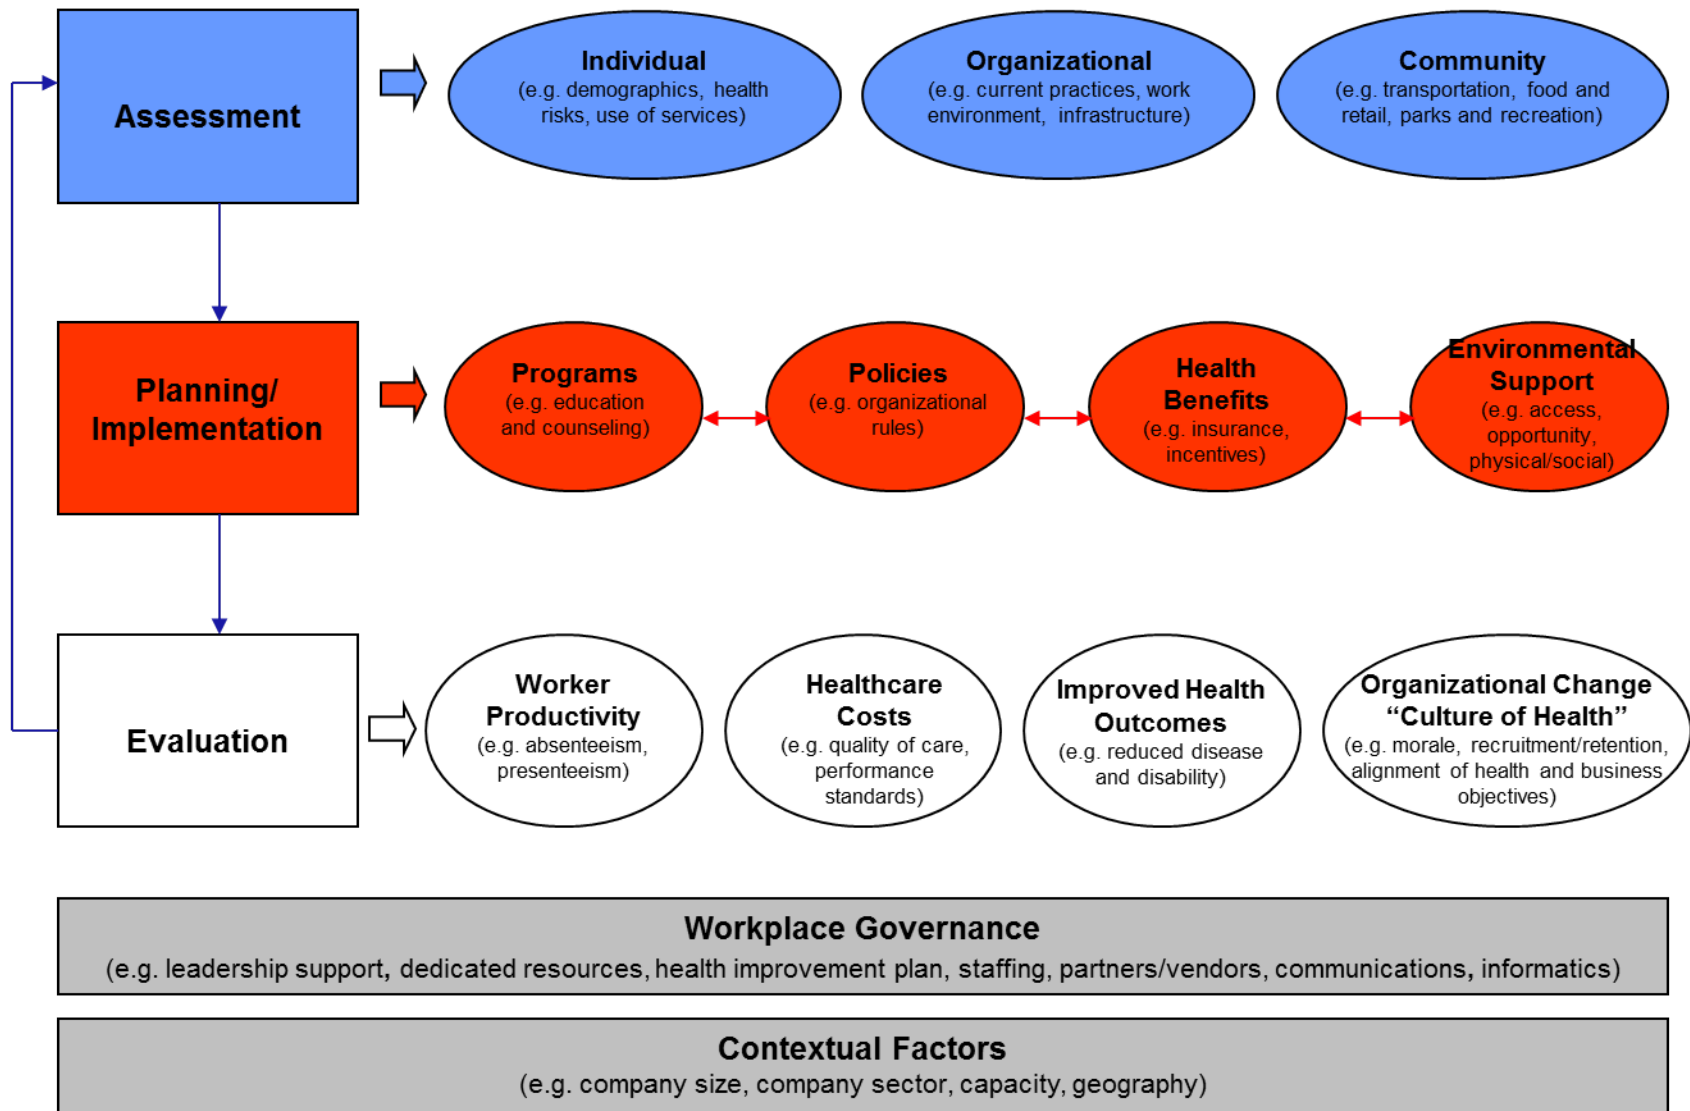 Assessment
Individual
(e.g. demographics, health
risks, use of services)
Organizational
(e.g. current practices, work
environment, infrastructure)
Community
(e.g. transportation, food and
retail, parks and recreation)
Planning/
Implementation
Programs
(e.g. education
and counseling)
Policies
(e.g. organizational
rules)
Health
Benefits
(e.g. insurance,
incentives)
Environmental
Support
(e.g. access,
opportunity,
physical/social)
Evaluation
Worker
Productivity
(e.g. absenteeism,
presenteeism)
Healthcare
Costs
(e.g. quality of care,
performance
standards)
Improved Health
Outcomes
(e.g. reduced disease
and disability)
Organizational Change
“Culture of Health”
(e.g. morale, recruitment/retention,
alignment of health and business
objectives)
Workplace Governance
(e.g. leadership support, dedicated resources, health improvement plan, staffing, partners/vendors, communications, informatics)
Contextual Factors
(e.g. company size, company sector, capacity, geography)